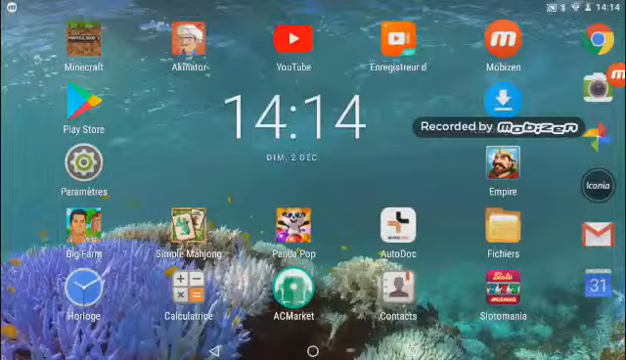 14:14
Minecraft
Akinator
YouTube
Enregistreur d
Mobizen
Play Store
14:14
DIM. 2 DÉC.
Recorded by mobizen
Paramètres
Empire
Iconia
Big Farm
Simple Mahjong
Panda Pop
AutoDoc
Fichiers
Horloge
Calculatrice
ACMarket
Contacts
Slotomania
31